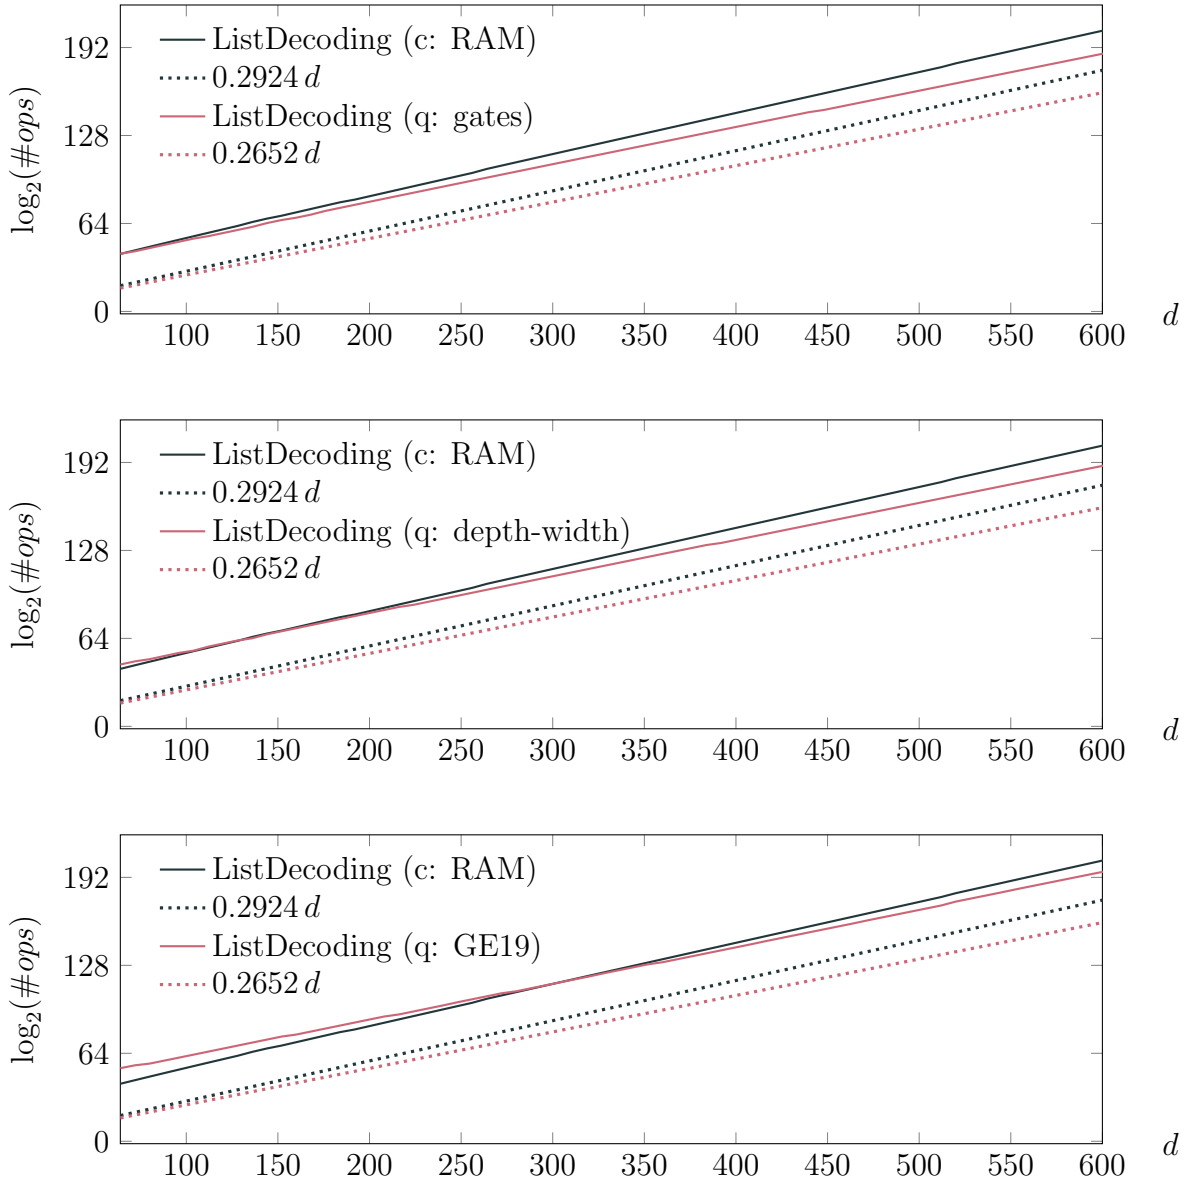 ListDecoding (c: RAM)
0.2924 d
ListDecoding (q: gates)
0.2652 d
log₂(#ops)
192
128
64
0
100 150 200 250 300 350 400 450 500 550 600
d
ListDecoding (c: RAM)
0.2924 d
ListDecoding (q: depth-width)
0.2652 d
log₂(#ops)
192
128
64
0
100 150 200 250 300 350 400 450 500 550 600
d
ListDecoding (c: RAM)
0.2924 d
ListDecoding (q: GE19)
0.2652 d
log₂(#ops)
192
128
64
0
100 150 200 250 300 350 400 450 500 550 600
d